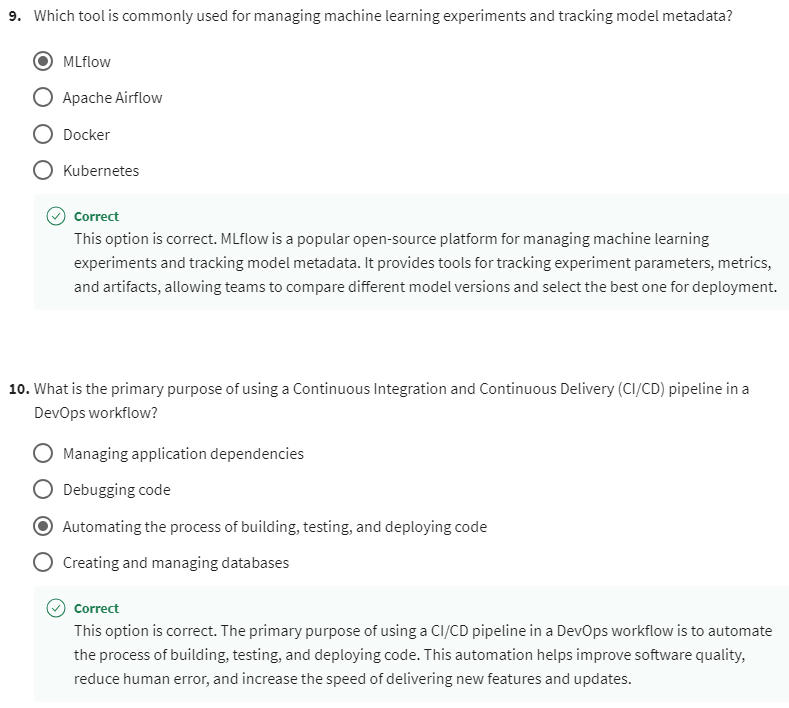 9. Which tool is commonly used for managing machine learning experiments and tracking model metadata?
MLflow
Apache Airflow
Docker
Kubernetes
Correct
This option is correct. MLflow is a popular open-source platform for managing machine learning
experiments and tracking model metadata. It provides tools for tracking experiment parameters, metrics,
and artifacts, allowing teams to compare different model versions and select the best one for deployment.
10. What is the primary purpose of using a Continuous Integration and Continuous Delivery (CI/CD) pipeline in a
DevOps workflow?
Managing application dependencies
Debugging code
Automating the process of building, testing, and deploying code
Creating and managing databases
Correct
This option is correct. The primary purpose of using a CI/CD pipeline in a DevOps workflow is to automate
the process of building, testing, and deploying code. This automation helps improve software quality,
reduce human error, and increase the speed of delivering new features and updates.